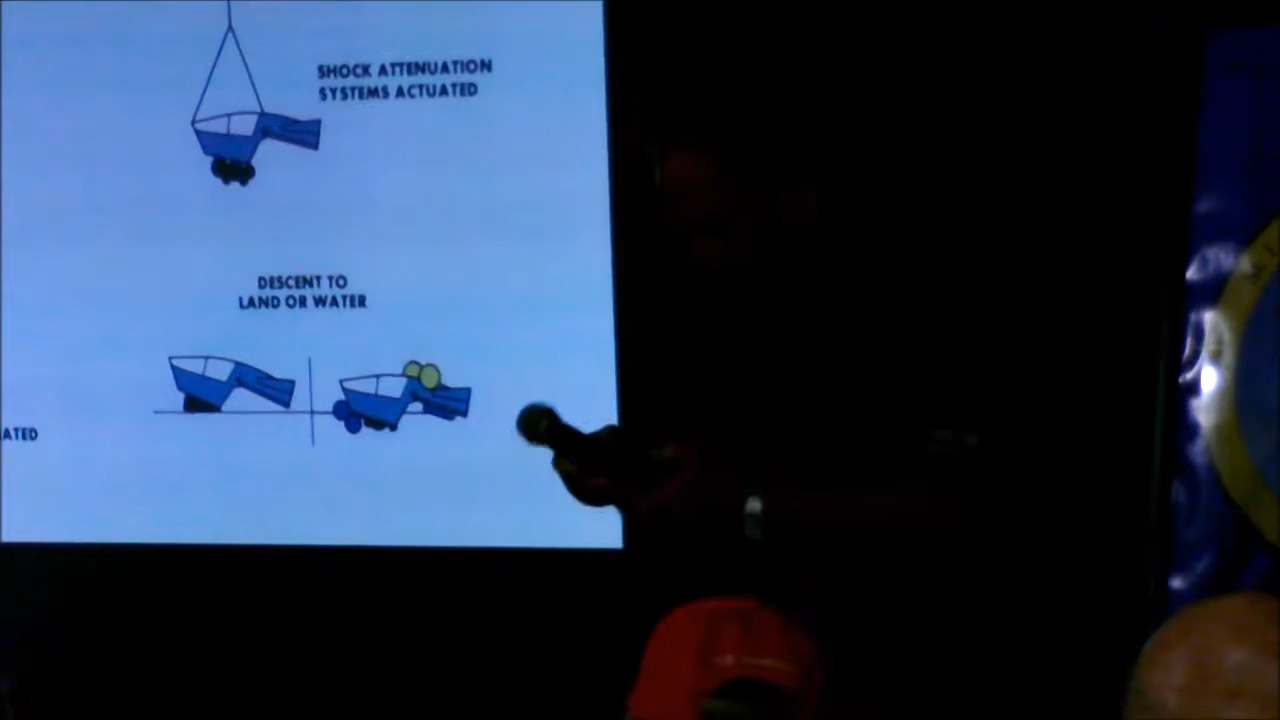 SHOCK ATTENUATION
SYSTEMS ACTUATED
DESCENT TO
LAND OR WATER
ATED